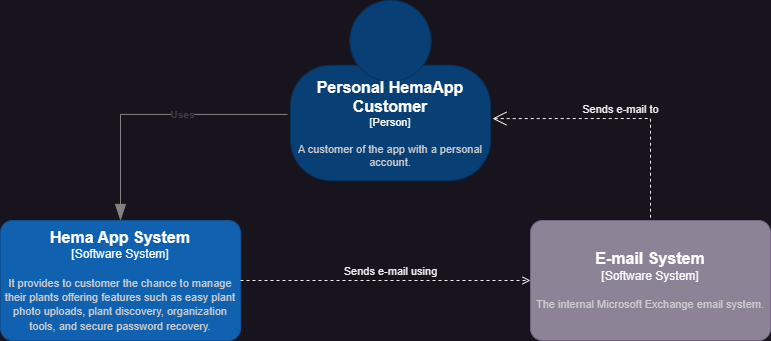 Personal HemaApp
Customer
[Person]
A customer of the app with a personal
account.
Uses
Sends e-mail to
Hema App System
[Software System]
It provides to customer the chance to manage
their plants offering features such as easy plant
photo uploads, plant discovery, organization
tools, and secure password recovery.
Sends e-mail using
E-mail System
[Software System]
The internal Microsoft Exchange email system.